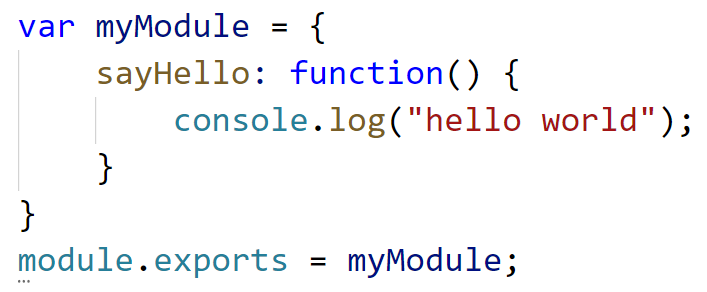 var myModule = {
    sayHello: function() {
        console.log("hello world");
    }
}
module.exports = myModule;